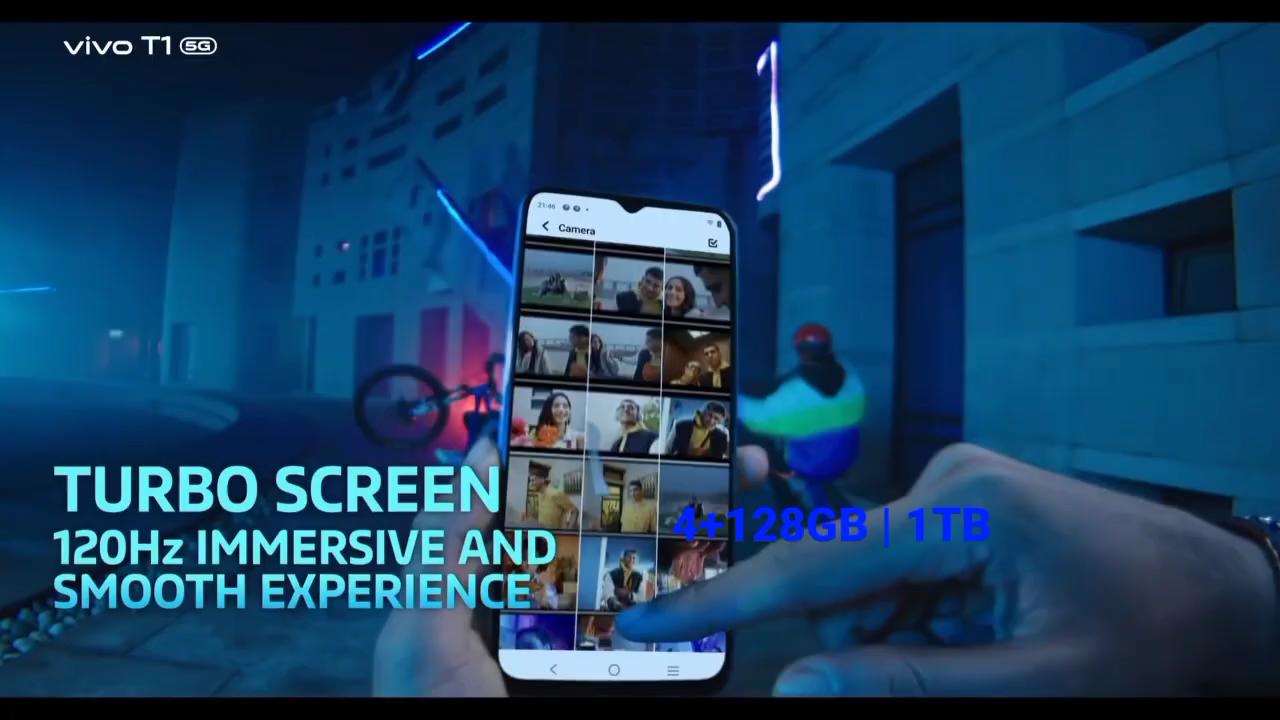 vivo T1 5G
21:46
Camera
TURBO SCREEN
120Hz IMMERSIVE AND
SMOOTH EXPERIENCE
4+128GB | 1TB